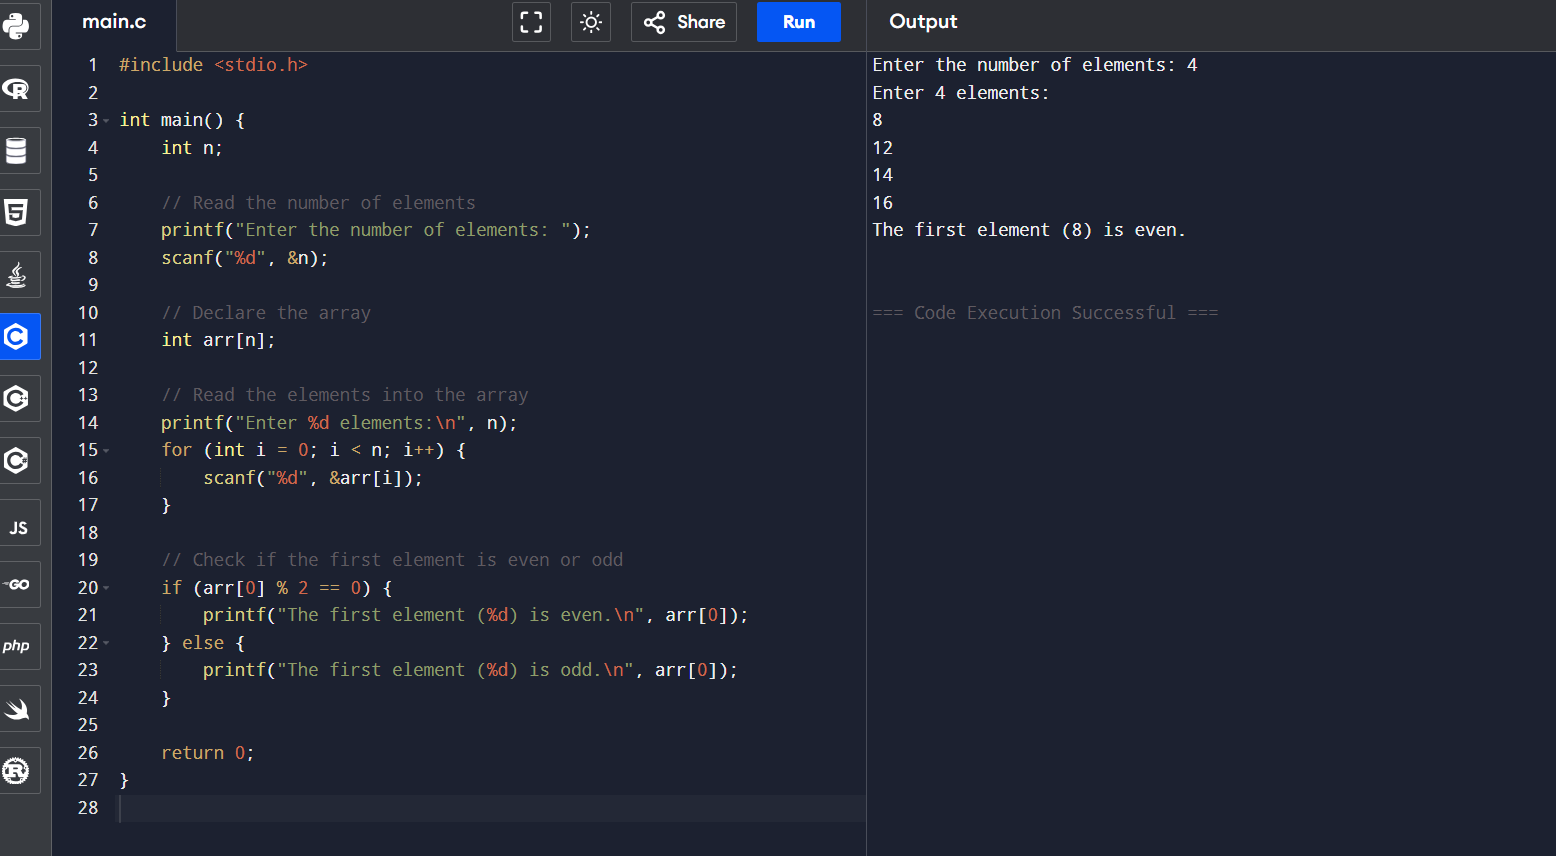 main.c
Share
Run
Output
1 #include <stdio.h>
2
3 int main() {
4     int n;
5
6     // Read the number of elements
7     printf("Enter the number of elements: ");
8     scanf("%d", &n);
9
10     // Declare the array
11     int arr[n];
12
13     // Read the elements into the array
14     printf("Enter %d elements:\n", n);
15     for (int i = 0; i < n; i++) {
16         scanf("%d", &arr[i]);
17     }
18
19     // Check if the first element is even or odd
20     if (arr[0] % 2 == 0) {
21         printf("The first element (%d) is even.\n", arr[0]);
22     } else {
23         printf("The first element (%d) is odd.\n", arr[0]);
24     }
25
26     return 0;
27 }
28
Enter the number of elements: 4
Enter 4 elements:
8
12
14
16
The first element (8) is even.
=== Code Execution Successful ===
R
5
C
C
C
JS
GO
php
R